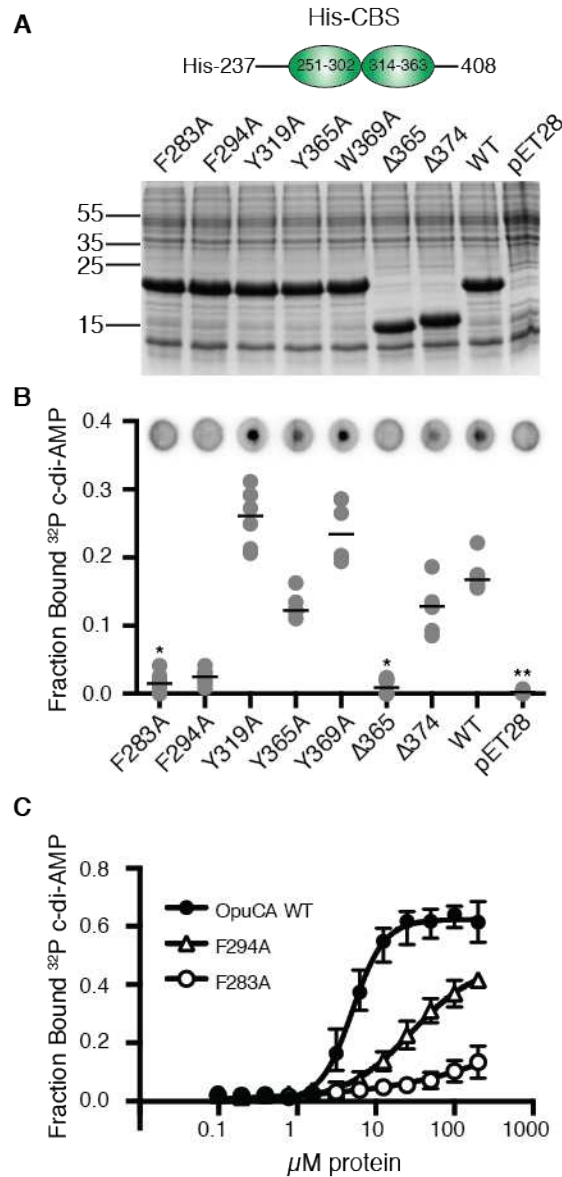 A
His-CBS
His-237 251-302 314-363 408
F283A F294A Y319A Y365A W369A Δ365 Δ374 WT pET28
55
35
25
15
B
Fraction Bound ³²P c-di-AMP
0.4
0.3
0.2
0.1
0.0
* * **
F283A F294A Y319A Y365A Y369A Δ365 Δ374 WT pET28
C
Fraction Bound ³²P c-di-AMP
0.8
0.6
0.4
0.2
0.0
OpuCA WT
F294A
F283A
0.1 1 10 100 1000
µM protein